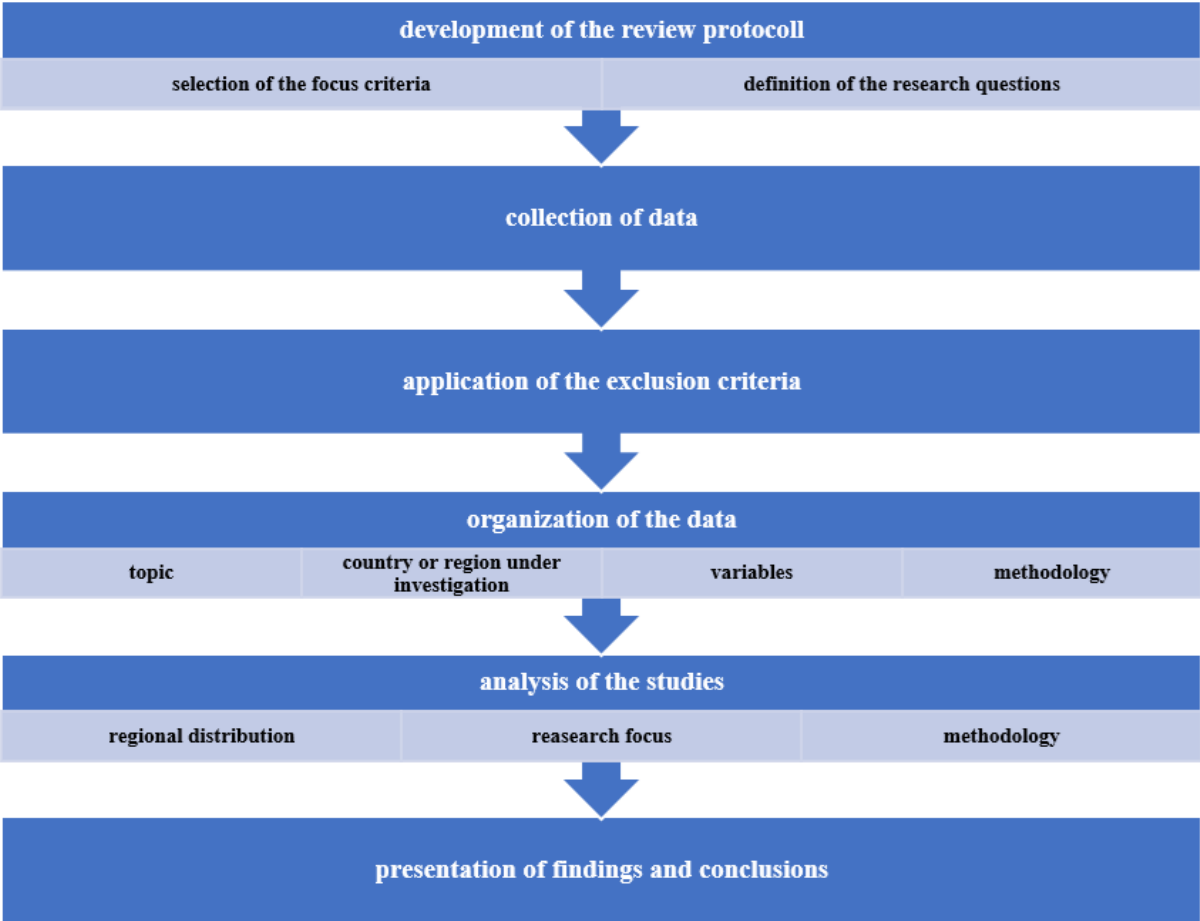 development of the review protocoll
selection of the focus criteria
definition of the research questions
collection of data
application of the exclusion criteria
organization of the data
topic
country or region under
investigation
variables
methodology
analysis of the studies
regional distribution
reasearch focus
methodology
presentation of findings and conclusions